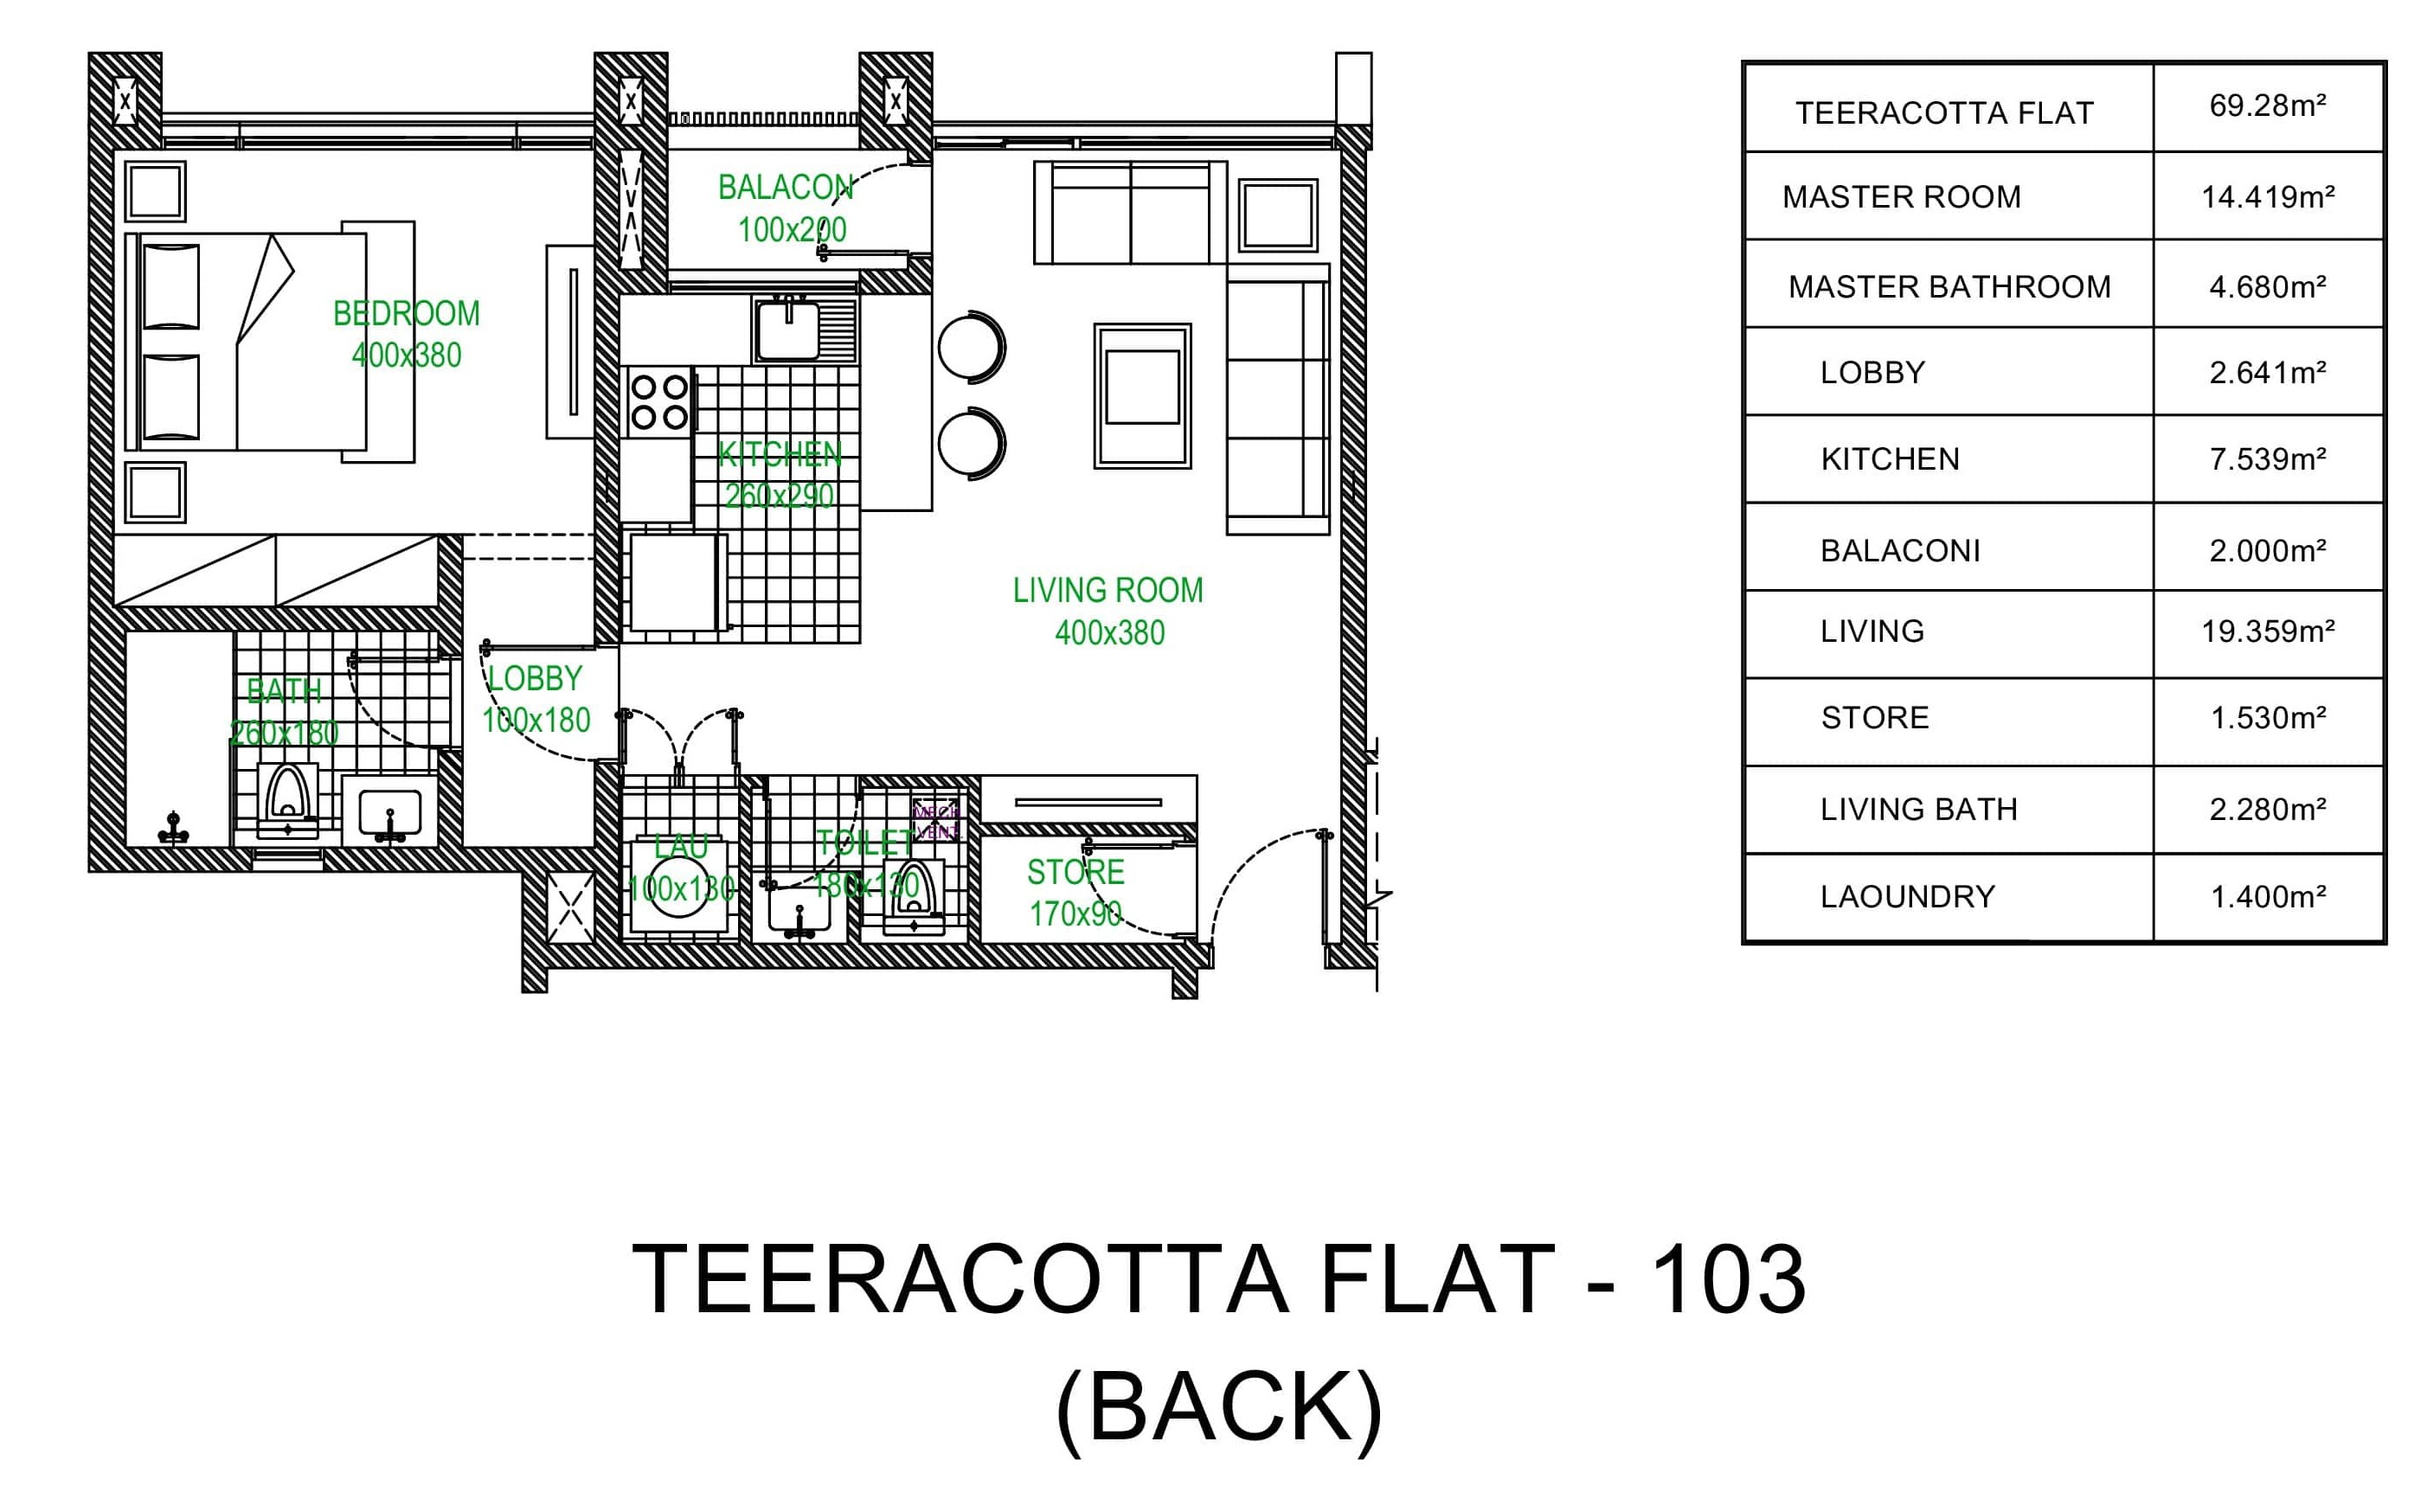 BALACON
100x200
BEDROOM
400x380
KITCHEN
260x290
LIVING ROOM
400x380
BATH
260x180
LOBBY
100x180
LAU
100x130
TOILET
180x130
MECH
VENT.
STORE
170x90
TEERACOTTA FLAT 69.28m²
MASTER ROOM 14.419m²
MASTER BATHROOM 4.680m²
LOBBY 2.641m²
KITCHEN 7.539m²
BALACONI 2.000m²
LIVING 19.359m²
STORE 1.530m²
LIVING BATH 2.280m²
LAOUNDRY 1.400m²
TEERACOTTA FLAT - 103
(BACK)